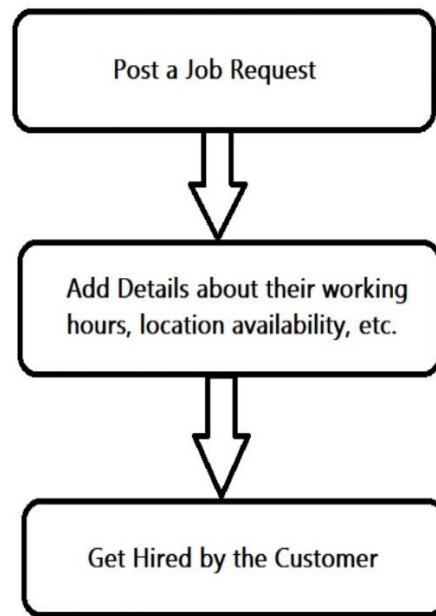 Post a Job Request
Add Details about their working
hours, location availability, etc.
Get Hired by the Customer